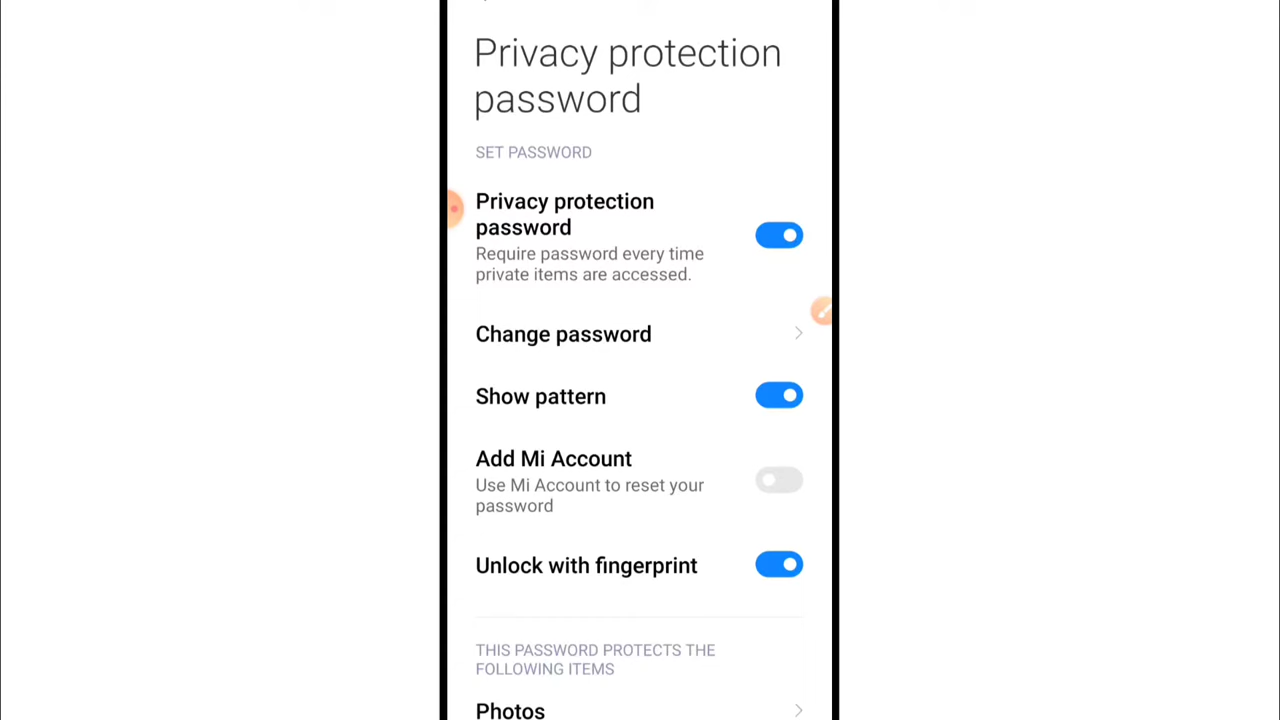 Privacy protection
password
SET PASSWORD
Privacy protection
password
Require password every time
private items are accessed.
Change password
Show pattern
Add Mi Account
Use Mi Account to reset your
password
Unlock with fingerprint
THIS PASSWORD PROTECTS THE
FOLLOWING ITEMS
Photos